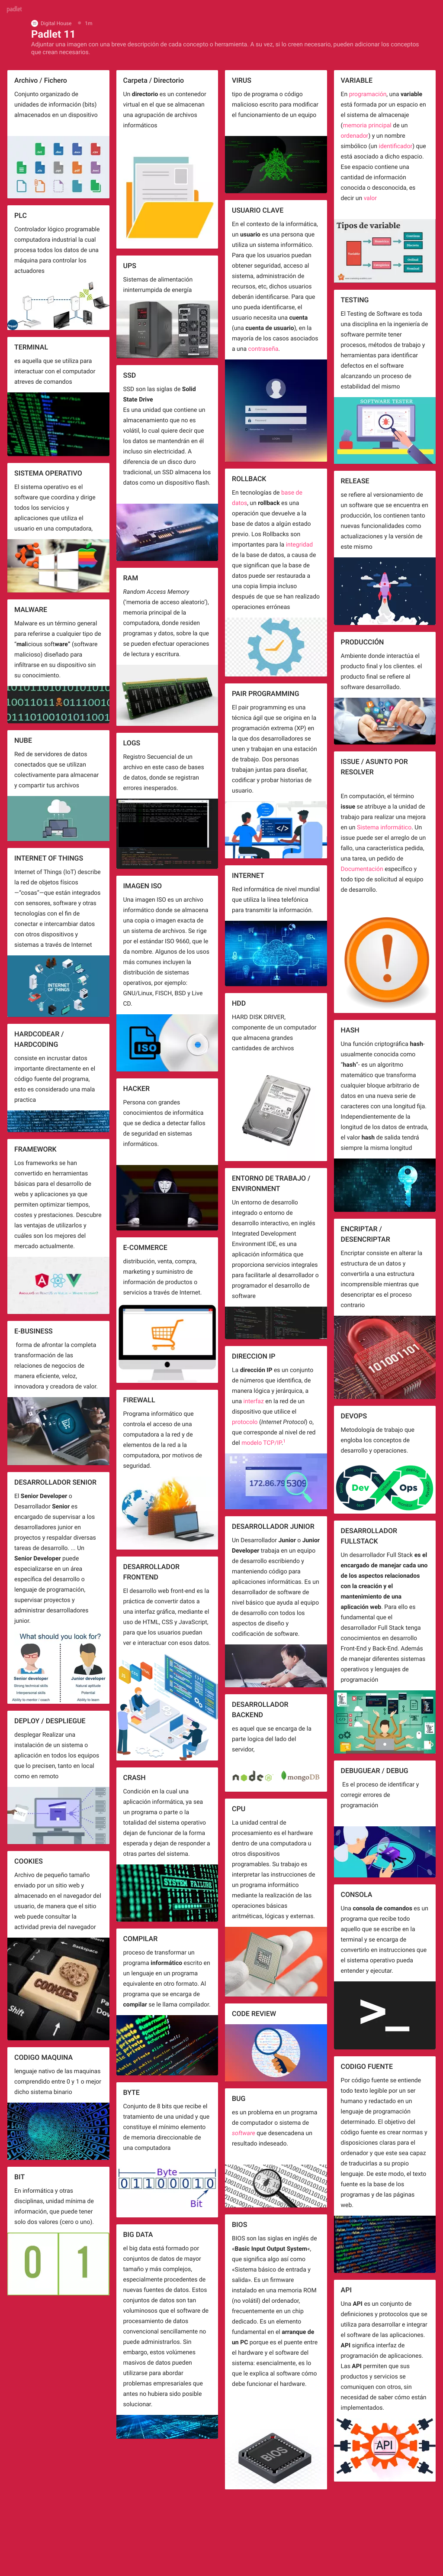 padlet
Digital House 1m
Padlet 11
Adjuntar una imagen con una breve descripción de cada concepto o herramienta. A su vez, si lo creen necesario, pueden adicionar los conceptos
que crean necesarios.
Archivo / Fichero
Conjunto organizado de
unidades de información (bits)
almacenados en un dispositivo
PLC
Controlador lógico programable
computadora industrial la cual
procesa todos los datos de una
máquina para controlar los
actuadores
TERMINAL
es aquella que se utiliza para
interactuar con el computador
atreves de comandos
SISTEMA OPERATIVO
El sistema operativo es el
software que coordina y dirige
todos los servicios y
aplicaciones que utiliza el
usuario en una computadora,
MALWARE
Malware es un término general
para referirse a cualquier tipo de
"malicious software" (software
malicioso) diseñado para
infiltrarse en su dispositivo sin
su conocimiento.
NUBE
Red de servidores de datos
conectados que se utilizan
colectivamente para almacenar
y compartir tus archivos
INTERNET OF THINGS
Internet of Things (IoT) describe
la red de objetos físicos
—"cosas"—que están integrados
con sensores, software y otras
tecnologías con el fin de
conectar e intercambiar datos
con otros dispositivos y
sistemas a través de Internet
INTERNET
OF THINGS
HARDCODEAR /
HARDCODING
consiste en incrustar datos
importante directamente en el
código fuente del programa,
esto es considerado una mala
practica
FRAMEWORK
Los frameworks se han
convertido en herramientas
básicas para el desarrollo de
webs y aplicaciones ya que
permiten optimizar tiempos,
costes y prestaciones. Descubre
las ventajas de utilizarlos y
cuáles son los mejores del
mercado actualmente.
E-BUSINESS
forma de afrontar la completa
transformación de las
relaciones de negocios de
manera eficiente, veloz,
innovadora y creadora de valor.
DESARROLLADOR SENIOR
El Senior Developer o
Desarrollador Senior es
encargado de supervisar a los
desarrolladores junior en
proyectos y respaldar diversas
tareas de desarrollo. ... Un
Senior Developer puede
especializarse en un área
específica del desarrollo o
lenguaje de programación,
supervisar proyectos y
administrar desarrolladores
junior.
What should you look for?
Senior developer Junior developer
Strong technical skills Motivation
Interpersonal skills Potential
Ability to mentor / coach Ability to learn
DEPLOY / DESPLIEGUE
desplegar Realizar una
instalación de un sistema o
aplicación en todos los equipos
que lo precisen, tanto en local
como en remoto
COOKIES
Archivo de pequeño tamaño
enviado por un sitio web y
almacenado en el navegador del
usuario, de manera que el sitio
web puede consultar la
actividad previa del navegador
Backspace
COOKIES
Shift
CODIGO MAQUINA
lenguaje nativo de las maquinas
comprendido entre 0 y 1 o mejor
dicho sistema binario
BIT
En informática y otras
disciplinas, unidad mínima de
información, que puede tener
solo dos valores (cero o uno).
0 1
Carpeta / Directorio
Un directorio es un contenedor
virtual en el que se almacenan
una agrupación de archivos
informáticos
UPS
Sistemas de alimentación
ininterrumpida de energía
SSD
SSD son las siglas de Solid
State Drive
Es una unidad que contiene un
almacenamiento que no es
volátil, lo cual quiere decir que
los datos se mantendrán en él
incluso sin electricidad. A
diferencia de un disco duro
tradicional, un SSD almacena los
datos como un dispositivo flash.
RAM
Random Access Memory
('memoria de acceso aleatorio'),
memoria principal de la
computadora, donde residen
programas y datos, sobre la que
se pueden efectuar operaciones
de lectura y escritura.
LOGS
Registro Secuencial de un
archivo en este caso de bases
de datos, donde se registran
errores inesperados.
IMAGEN ISO
Una imagen ISO es un archivo
informático donde se almacena
una copia o imagen exacta de
un sistema de archivos. Se rige
por el estándar ISO 9660, que le
da nombre. Algunos de los usos
más comunes incluyen la
distribución de sistemas
operativos, por ejemplo:
GNU/Linux, FISCH, BSD y Live
CD.
ISO
HACKER
Persona con grandes
conocimientos de informática
que se dedica a detectar fallos
de seguridad en sistemas
informáticos.
E-COMMERCE
distribución, venta, compra,
marketing y suministro de
información de productos o
servicios a través de Internet.
FIREWALL
Programa informático que
controla el acceso de una
computadora a la red y de
elementos de la red a la
computadora, por motivos de
seguridad.
DESARROLLADOR
FRONTEND
El desarrollo web front-end es la
práctica de convertir datos a
una interfaz gráfica, mediante el
uso de HTML, CSS y JavaScript,
para que los usuarios puedan
ver e interactuar con esos datos.
CRASH
Condición en la cual una
aplicación informática, ya sea
un programa o parte o la
totalidad del sistema operativo
dejan de funcionar de la forma
esperada y dejan de responder a
otras partes del sistema.
COMPILAR
proceso de transformar un
programa informático escrito en
un lenguaje en un programa
equivalente en otro formato. Al
programa que se encarga de
compilar se le llama compilador.
BYTE
Conjunto de 8 bits que recibe el
tratamiento de una unidad y que
constituye el mínimo elemento
de memoria direccionable de
una computadora
Byte
0 1 1 0 0 0 1 0
Bit
BIG DATA
el big data está formado por
conjuntos de datos de mayor
tamaño y más complejos,
especialmente procedentes de
nuevas fuentes de datos. Estos
conjuntos de datos son tan
voluminosos que el software de
procesamiento de datos
convencional sencillamente no
puede administrarlos. Sin
embargo, estos volúmenes
masivos de datos pueden
utilizarse para abordar
problemas empresariales que
antes no hubiera sido posible
solucionar.
VIRUS
tipo de programa o código
malicioso escrito para modificar
el funcionamiento de un equipo
USUARIO CLAVE
En el contexto de la informática,
un usuario es una persona que
utiliza un sistema informático.
Para que los usuarios puedan
obtener seguridad, acceso al
sistema, administración de
recursos, etc, dichos usuarios
deberán identificarse. Para que
uno pueda identificarse, el
usuario necesita una cuenta
(una cuenta de usuario), en la
mayoría de los casos asociados
a una contraseña.
ROLLBACK
En tecnologías de base de
datos, un rollback es una
operación que devuelve a la
base de datos a algún estado
previo. Los Rollbacks son
importantes para la integridad
de la base de datos, a causa de
que significan que la base de
datos puede ser restaurada a
una copia limpia incluso
después de que se han realizado
operaciones erróneas
PAIR PROGRAMMING
El pair programming es una
técnica ágil que se origina en la
programación extrema (XP) en
la que dos desarrolladores se
unen y trabajan en una estación
de trabajo. Dos personas
trabajan juntas para diseñar,
codificar y probar historias de
usuario.
INTERNET
Red informática de nivel mundial
que utiliza la línea telefónica
para transmitir la información.
HDD
HARD DISK DRIVER,
componente de un computador
que almacena grandes
cantidades de archivos
ENTORNO DE TRABAJO /
ENVIRONMENT
Un entorno de desarrollo
integrado o entorno de
desarrollo interactivo, en inglés
Integrated Development
Environment IDE, es una
aplicación informática que
proporciona servicios integrales
para facilitarle al desarrollador o
programador el desarrollo de
software
DIRECCION IP
La dirección IP es un conjunto
de números que identifica, de
manera lógica y jerárquica, a
una interfaz en la red de un
dispositivo que utilice el
protocolo (Internet Protocol) o,
que corresponde al nivel de red
del modelo TCP/IP.1
172.86.79 5309
DESARROLLADOR JUNIOR
Un Desarrollador Junior o Junior
Developer trabaja en un equipo
de desarrollo escribiendo y
manteniendo código para
aplicaciones informáticas. Es un
desarrollador de software de
nivel básico que ayuda al equipo
de desarrollo con todos los
aspectos de diseño y
codificación de software.
DESARROLLADOR
BACKEND
es aquel que se encarga de la
parte logica del lado del
servidor,
node mongoDB
CPU
La unidad central de
procesamiento es el hardware
dentro de una computadora u
otros dispositivos
programables. Su trabajo es
interpretar las instrucciones de
un programa informático
mediante la realización de las
operaciones básicas
aritméticas, lógicas y externas.
CODE REVIEW
BUG
es un problema en un programa
de computador o sistema de
software que desencadena un
resultado indeseado.
BIOS
BIOS son las siglas en inglés de
«Basic Input Output System»,
que significa algo así como
«Sistema básico de entrada y
salida». Es un firmware
instalado en una memoria ROM
(no volátil) del ordenador,
frecuentemente en un chip
dedicado. Es un elemento
fundamental en el arranque de
un PC porque es el puente entre
el hardware y el software del
sistema: esencialmente, es lo
que le explica al software cómo
debe funcionar el hardware.
BIOS
VARIABLE
En programación, una variable
está formada por un espacio en
el sistema de almacenaje
(memoria principal de un
ordenador) y un nombre
simbólico (un identificador) que
está asociado a dicho espacio.
Ese espacio contiene una
cantidad de información
conocida o desconocida, es
decir un valor
Tipos de variable
TESTING
El Testing de Software es toda
una disciplina en la ingeniería de
software permite tener
procesos, métodos de trabajo y
herramientas para identificar
defectos en el software
alcanzando un proceso de
estabilidad del mismo
SOFTWARE TESTER
RELEASE
se refiere al versionamiento de
un software que se encuentra en
producción, los contienen tanto
nuevas funcionalidades como
actualizaciones y la versión de
este mismo
PRODUCCIÓN
Ambiente donde interactúa el
producto final y los clientes. el
producto final se refiere al
software desarrollado.
ISSUE / ASUNTO POR
RESOLVER
En computación, el término
issue se atribuye a la unidad de
trabajo para realizar una mejora
en un Sistema informático. Un
issue puede ser el arreglo de un
fallo, una característica pedida,
una tarea, un pedido de
Documentación específico y
todo tipo de solicitud al equipo
de desarrollo.
HASH
Una función criptográfica hash-
usualmente conocida como
"hash"- es un algoritmo
matemático que transforma
cualquier bloque arbitrario de
datos en una nueva serie de
caracteres con una longitud fija.
Independientemente de la
longitud de los datos de entrada,
el valor hash de salida tendrá
siempre la misma longitud
ENCRIPTAR /
DESENCRIPTAR
Encriptar consiste en alterar la
estructura de un datos y
convertirla a una estructura
incomprensible mientras que
desencriptar es el proceso
contrario
101001101
DEVOPS
Metodología de trabajo que
engloba los conceptos de
desarrollo y operaciones.
Dev Ops
DESARROLLADOR
FULLSTACK
Un desarrollador Full Stack es el
encargado de manejar cada uno
de los aspectos relacionados
con la creación y el
mantenimiento de una
aplicación web. Para ello es
fundamental que el
desarrollador Full Stack tenga
conocimientos en desarrollo
Front-End y Back-End. Además
de manejar diferentes sistemas
operativos y lenguajes de
programación
DEBUGUEAR / DEBUG
Es el proceso de identificar y
corregir errores de
programación
CONSOLA
Una consola de comandos es un
programa que recibe todo
aquello que se escribe en la
terminal y se encarga de
convertirlo en instrucciones que
el sistema operativo pueda
entender y ejecutar.
>_
CODIGO FUENTE
Por código fuente se entiende
todo texto legible por un ser
humano y redactado en un
lenguaje de programación
determinado. El objetivo del
código fuente es crear normas y
disposiciones claras para el
ordenador y que este sea capaz
de traducirlas a su propio
lenguaje. De este modo, el texto
fuente es la base de los
programas y de las páginas
web.
API
Una API es un conjunto de
definiciones y protocolos que se
utiliza para desarrollar e integrar
el software de las aplicaciones.
API significa interfaz de
programación de aplicaciones.
Las API permiten que sus
productos y servicios se
comuniquen con otros, sin
necesidad de saber cómo están
implementados.
API